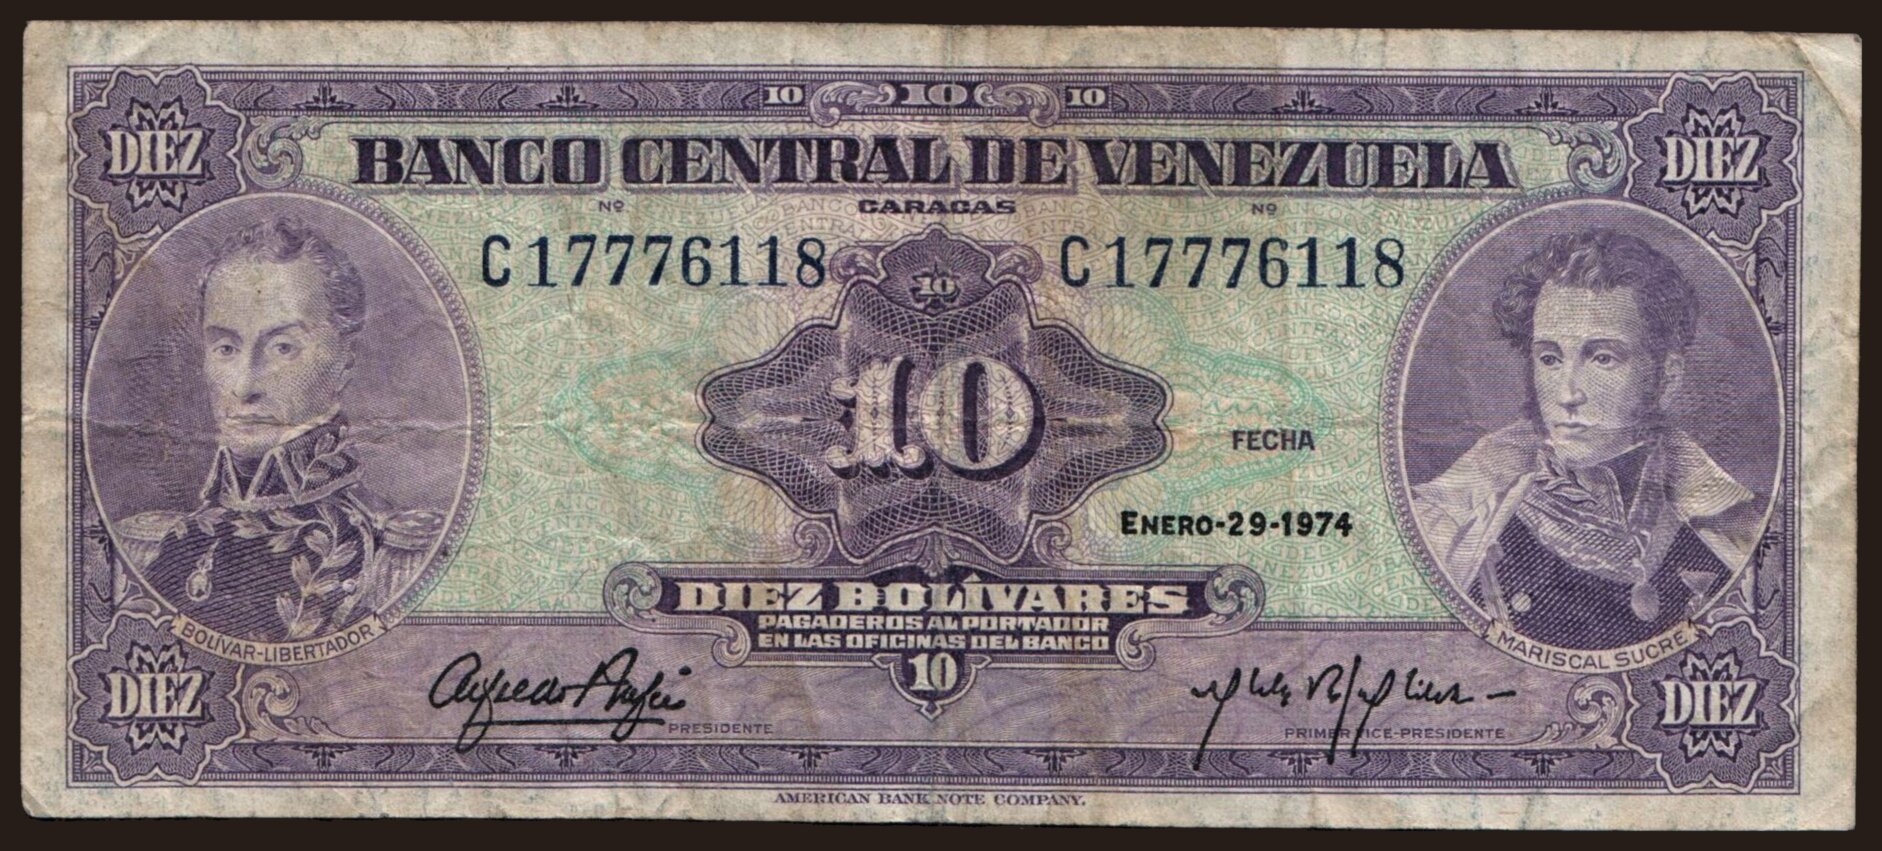 10 10 10
DIEZ DIEZ
BANCO CENTRAL DE VENEZUELA
Nº CARACAS Nº
C17776118 C17776118
10
10
FECHA
ENERO-29-1974
DIEZ BOLÍVARES
PAGADEROS AL PORTADOR
EN LAS OFICINAS DEL BANCO
BOLIVAR-LIBERTADOR MARISCAL SUCRE
10
DIEZ DIEZ
PRESIDENTE PRIMER VICE-PRESIDENTE
AMERICAN BANK NOTE COMPANY.